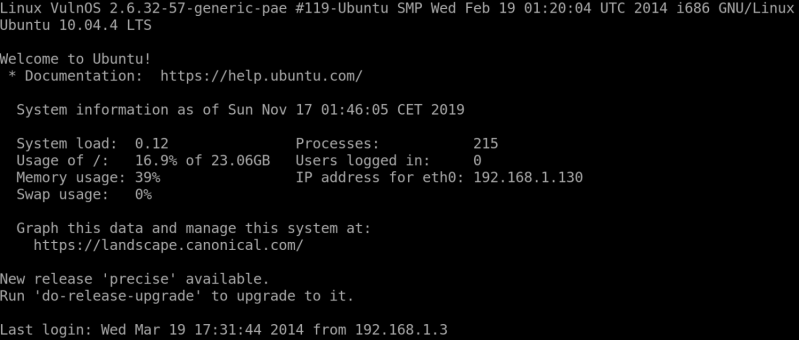 Linux VulnOS 2.6.32-57-generic-pae #119-Ubuntu SMP Wed Feb 19 01:20:04 UTC 2014 i686 GNU/Linux
Ubuntu 10.04.4 LTS
Welcome to Ubuntu!
* Documentation:  https://help.ubuntu.com/
System information as of Sun Nov 17 01:46:05 CET 2019
System load:  0.12                Processes:           215
Usage of /:   16.9% of 23.06GB   Users logged in:     0
Memory usage: 39%                IP address for eth0: 192.168.1.130
Swap usage:   0%
Graph this data and manage this system at:
https://landscape.canonical.com/
New release 'precise' available.
Run 'do-release-upgrade' to upgrade to it.
Last login: Wed Mar 19 17:31:44 2014 from 192.168.1.3